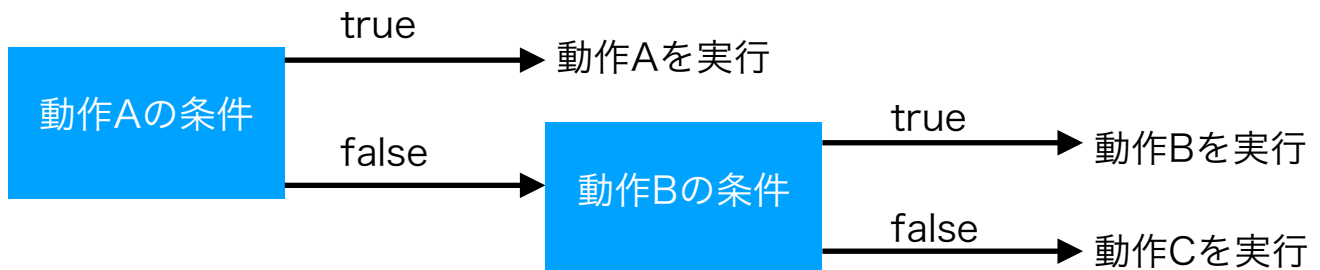 true
動作Aを実行
動作Aの条件
false
true
動作Bを実行
動作Bの条件
false
動作Cを実行